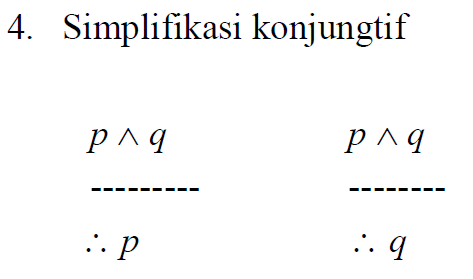 4. Simplifikasi konjungtif
p ∧ q p ∧ q
--------- --------
∴ p ∴ q